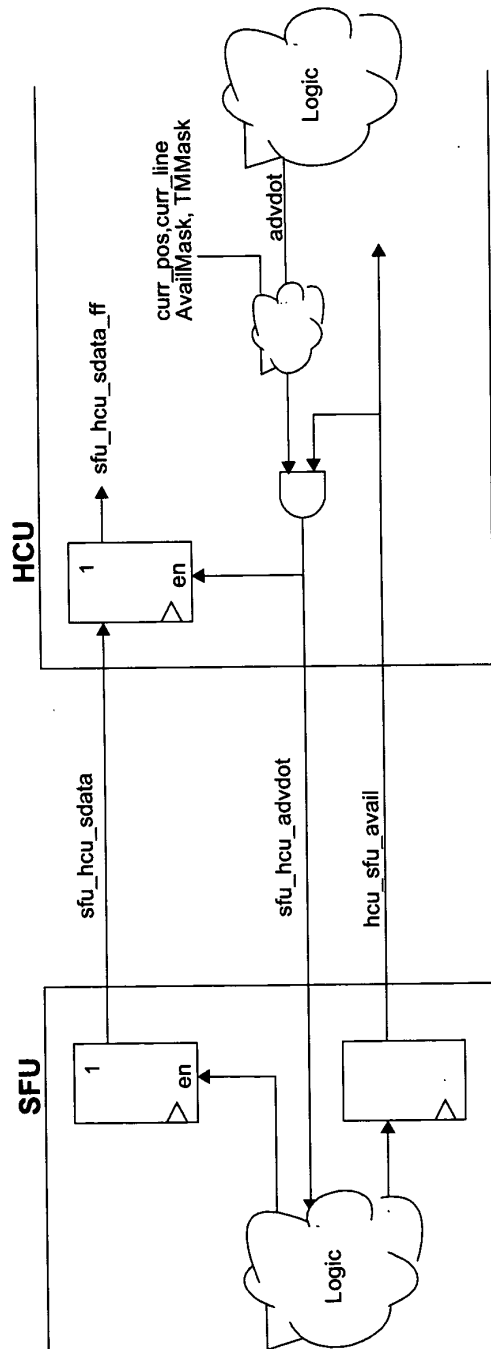 SFU
HCU
1
en
sfu_hcu_sdata
1
en
sfu_hcu_sdata_ff
curr_pos,curr_line
AvailMask, TMMask
Logic
sfu_hcu_advdot
advdot
Logic
hcu_sfu_avail